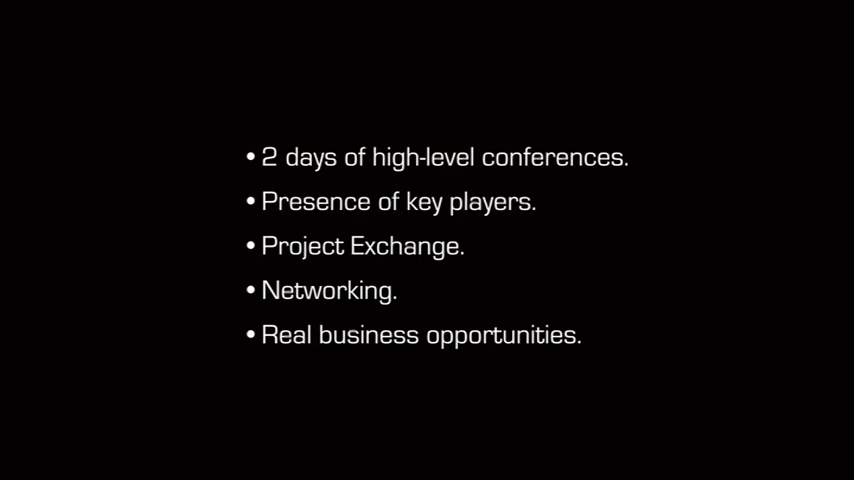 • 2 days of high-level conferences.
• Presence of key players.
• Project Exchange.
• Networking.
• Real business opportunities.